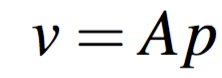 v = Ap